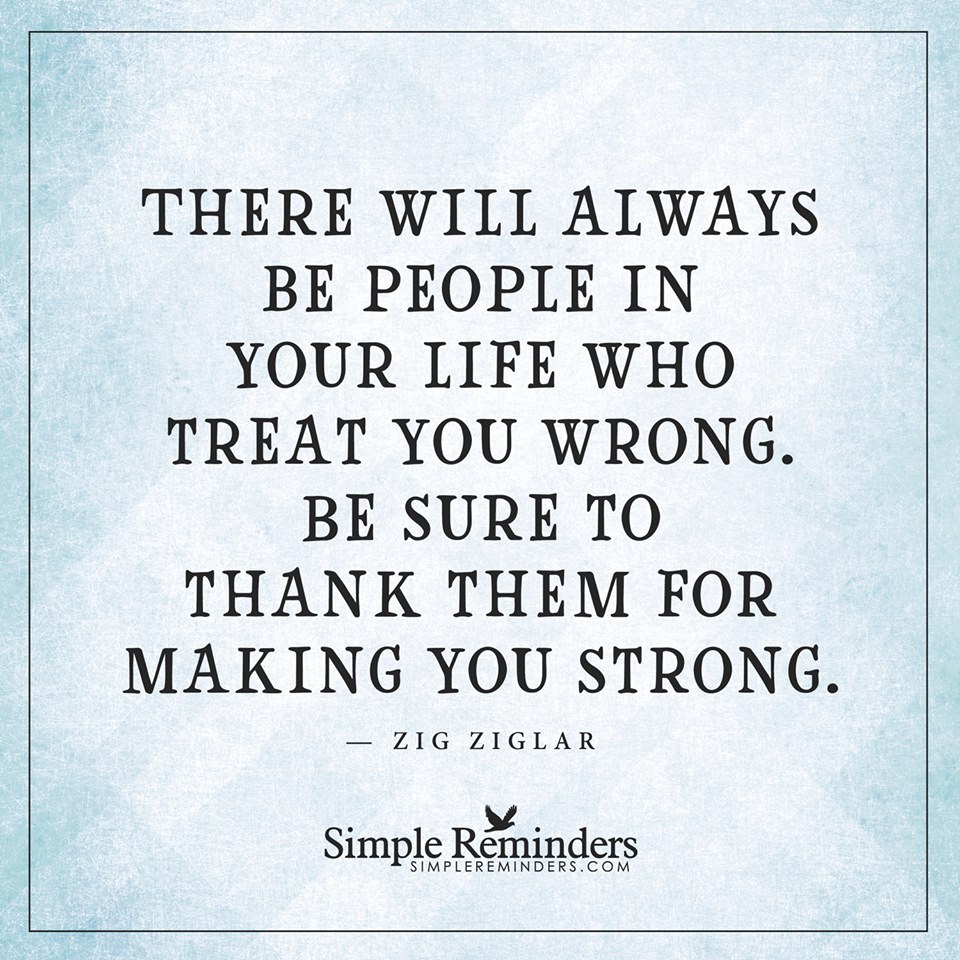 THERE WILL ALWAYS
BE PEOPLE IN
YOUR LIFE WHO
TREAT YOU WRONG.
BE SURE TO
THANK THEM FOR
MAKING YOU STRONG.
— ZIG ZIGLAR
Simple Reminders
SIMPLEREMINDERS.COM